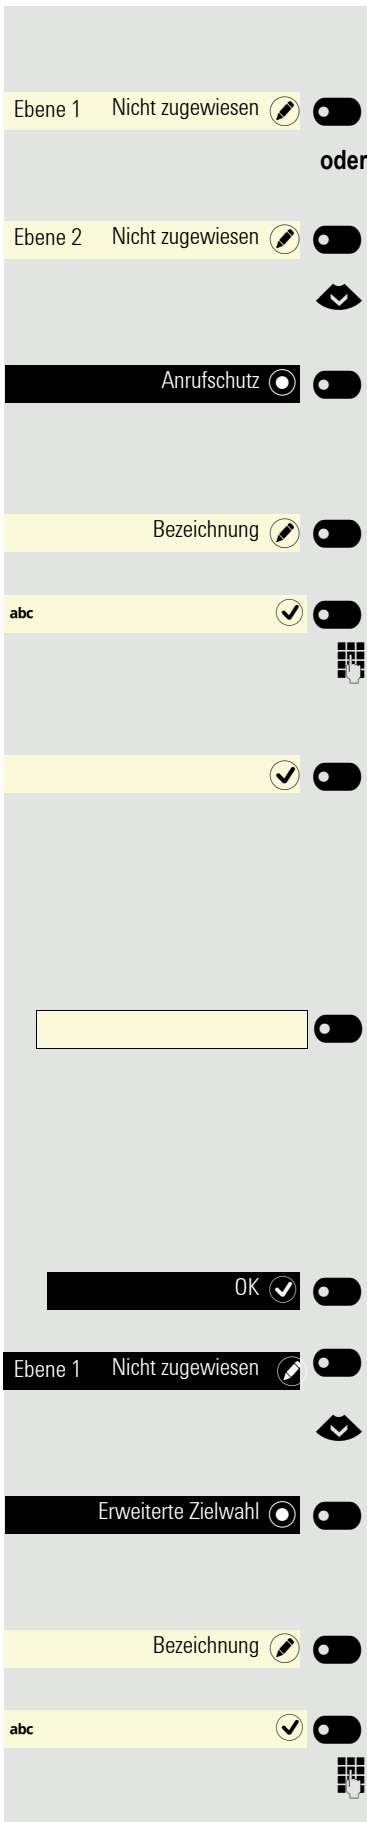 Ebene 1 Nicht zugewiesen
oder
Ebene 2 Nicht zugewiesen
Anrufschutz
Bezeichnung
abc
OK
Ebene 1 Nicht zugewiesen
Erweiterte Zielwahl
Bezeichnung
abc